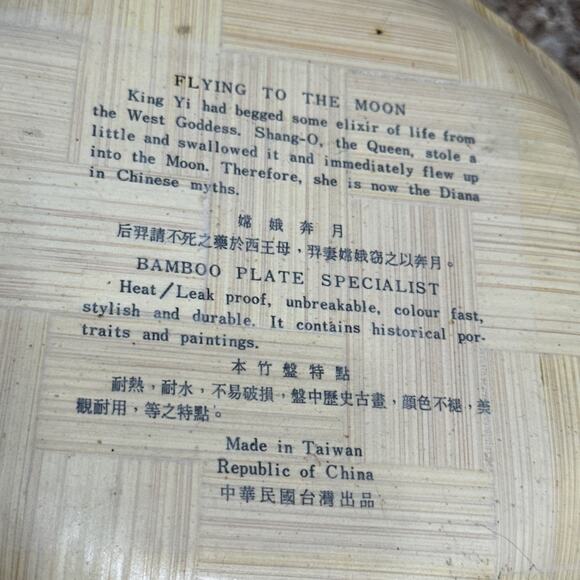 FLYING TO THE MOON
King Yi had begged some elixir of life from
the West Goddess. Shang-O, the Queen, stole a
little and swallowed it and immediately flew up
into the Moon. Therefore, she is now the Diana
in Chinese myths.
嫦娥奔月
后羿請不死之藥於西王母，羿妻嫦娥窃之以奔月。
BAMBOO PLATE SPECIALIST
Heat/Leak proof, unbreakable, colour fast,
stylish and durable. It contains historical por-
traits and paintings.
本竹盤特點
耐熱，耐水，不易破損，盤中歷史古畫，顏色不褪，美
觀耐用，等之特點。
Made in Taiwan
Republic of China
中華民國台灣出品